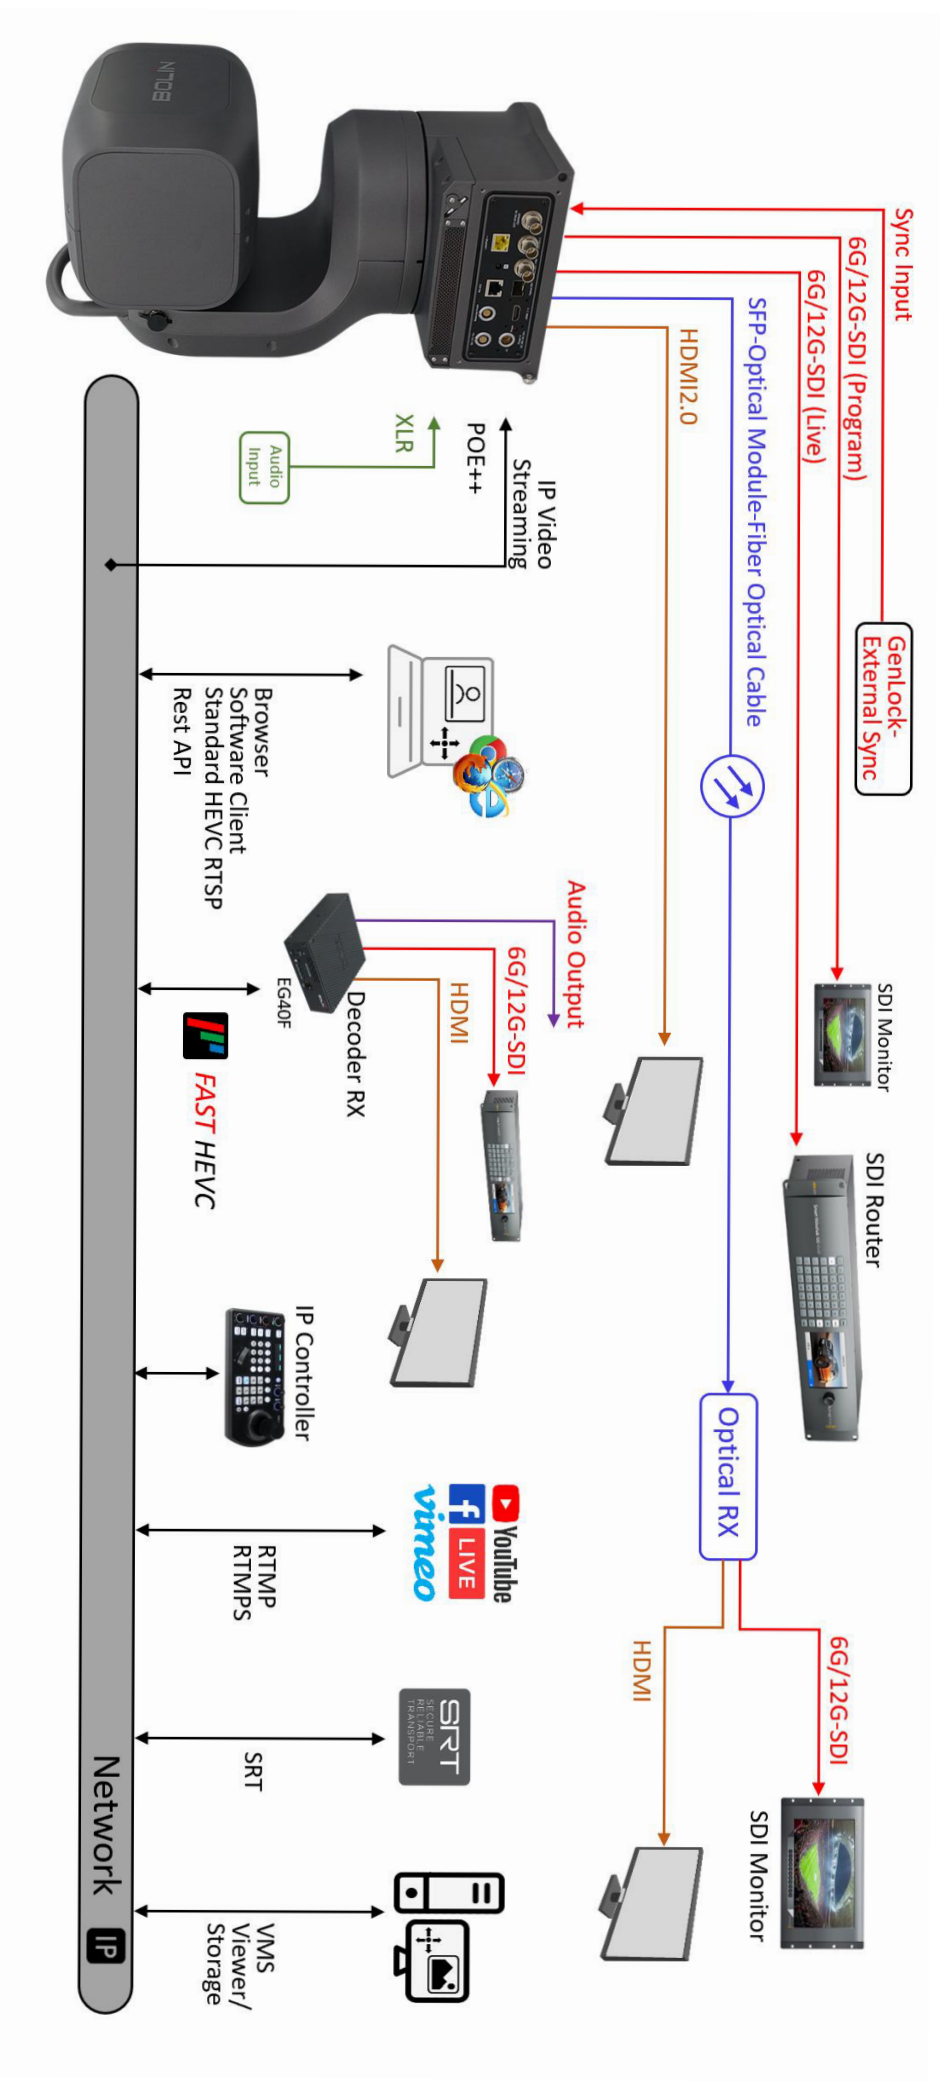 Sync Input
GenLock-
External Sync
6G/12G-SDI (Program)
SDI Monitor
6G/12G-SDI (Live)
SDI Router
SFP-Optical Module-Fiber Optical Cable
Optical RX
6G/12G-SDI
SDI Monitor
HDMI
HDMI2.0
BOLIN
IP Video
Streaming
POE++
XLR
Audio
Input
Audio Output
6G/12G-SDI
HDMI
Decoder RX
EG40F
Browser
Software Client
Standard HEVC RTSP
Rest API
FAST HEVC
IP Controller
YouTube
f LIVE
vimeo
RTMP
RTMPS
SRT
SECURE
RELIABLE
TRANSPORT
SRT
VMS
Viewer/
Storage
Network IP